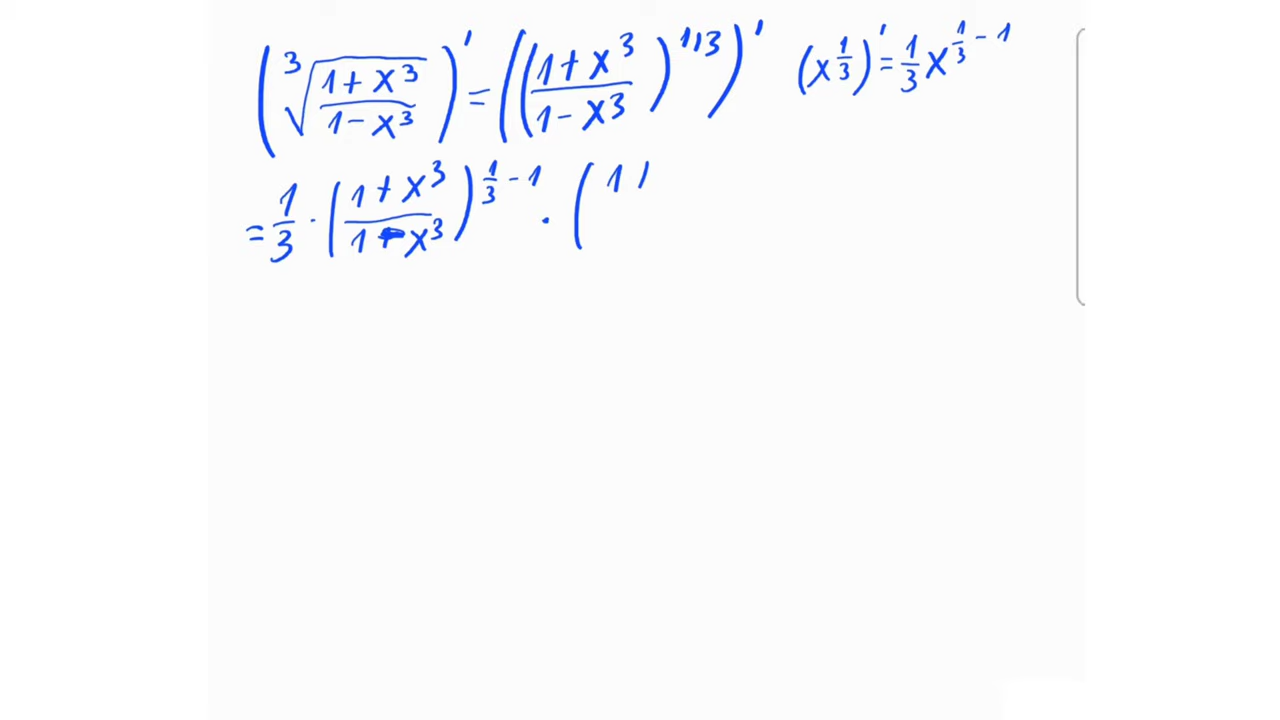 (∛((1+x³)/(1-x³)))' = (((1+x³)/(1-x³))^(1/3))' (x^(1/3))' = 1/3 x^(1/3 - 1)
= 1/3 · ((1+x³)/(1-x³))^(1/3 - 1) · (1